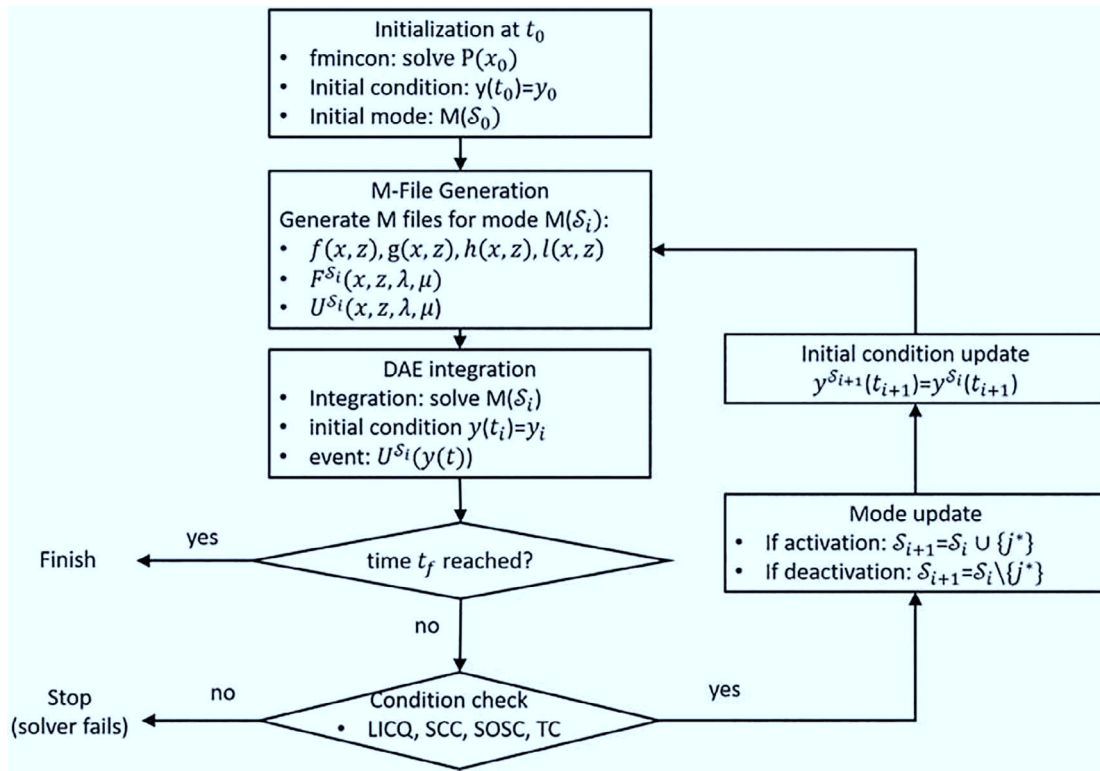 Initialization at t₀
• fmincon: solve P(x₀)
• Initial condition: y(t₀)=y₀
• Initial mode: M(𝒮₀)
M-File Generation
Generate M files for mode M(𝒮ᵢ):
• f(x, z), g(x, z), h(x, z), l(x, z)
• F^{𝒮ᵢ}(x, z, λ, μ)
• U^{𝒮ᵢ}(x, z, λ, μ)
DAE integration
• Integration: solve M(𝒮ᵢ)
• initial condition y(tᵢ)=yᵢ
• event: U^{𝒮ᵢ}(y(t))
time t_f reached?
yes
Finish
no
Condition check
• LICQ, SCC, SOSC, TC
no
Stop
(solver fails)
yes
Mode update
• If activation: 𝒮ᵢ₊₁=𝒮ᵢ ∪ {j*}
• If deactivation: 𝒮ᵢ₊₁=𝒮ᵢ\{j*}
Initial condition update
y^{𝒮ᵢ₊₁}(tᵢ₊₁)=y^{𝒮ᵢ}(tᵢ₊₁)